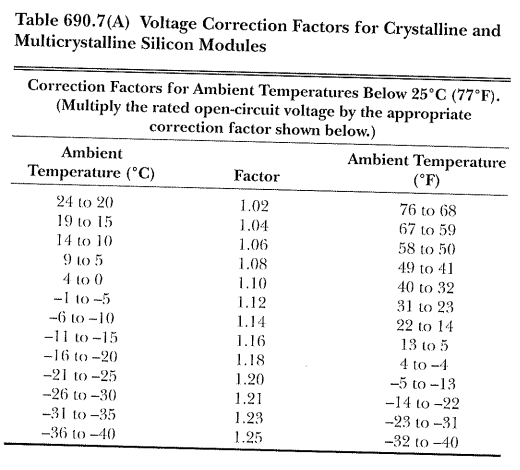 Table 690.7(A) Voltage Correction Factors for Crystalline and
Multicrystalline Silicon Modules
Correction Factors for Ambient Temperatures Below 25°C (77°F).
(Multiply the rated open-circuit voltage by the appropriate
correction factor shown below.)
Ambient
Temperature (°C) Factor Ambient Temperature
(°F)
24 to 20 1.02 76 to 68
19 to 15 1.04 67 to 59
14 to 10 1.06 58 to 50
9 to 5 1.08 49 to 41
4 to 0 1.10 40 to 32
–1 to –5 1.12 31 to 23
–6 to –10 1.14 22 to 14
–11 to –15 1.16 13 to 5
–16 to –20 1.18 4 to –4
–21 to –25 1.20 –5 to –13
–26 to –30 1.21 –14 to –22
–31 to –35 1.23 –23 to –31
–36 to –40 1.25 –32 to –40